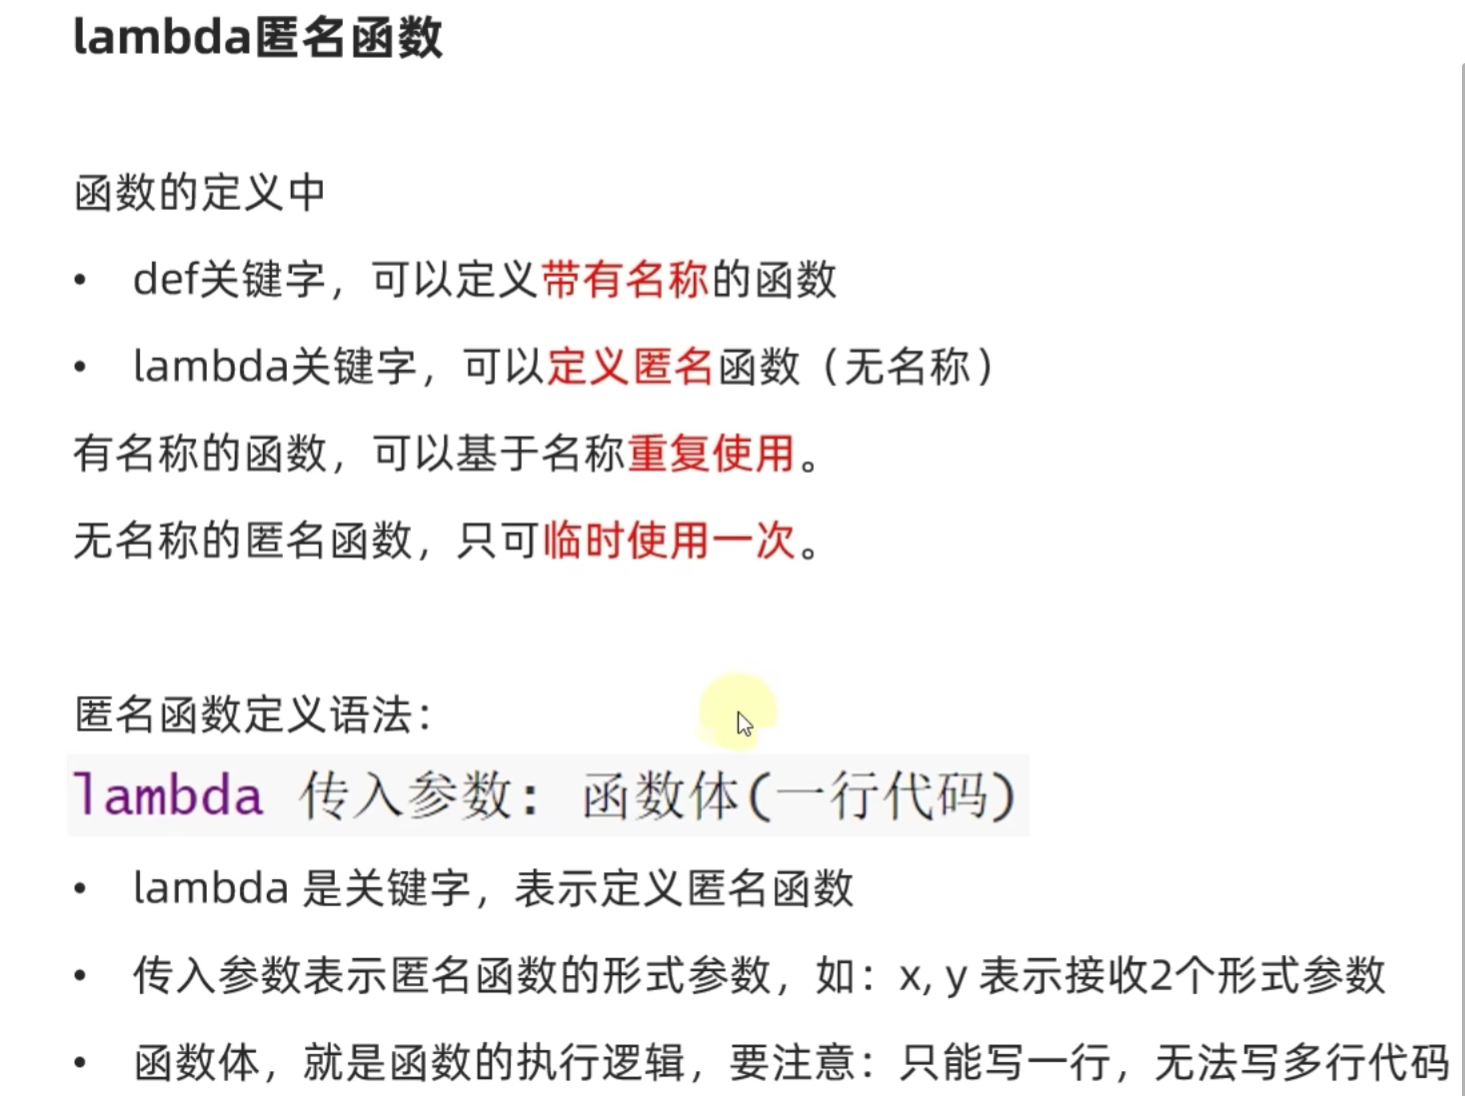 lambda匿名函数
函数的定义中
• def关键字，可以定义带有名称的函数
• lambda关键字，可以定义匿名函数（无名称）
有名称的函数，可以基于名称重复使用。
无名称的匿名函数，只可临时使用一次。
匿名函数定义语法：
lambda 传入参数: 函数体(一行代码)
• lambda 是关键字，表示定义匿名函数
• 传入参数表示匿名函数的形式参数，如：x, y 表示接收2个形式参数
• 函数体，就是函数的执行逻辑，要注意：只能写一行，无法写多行代码